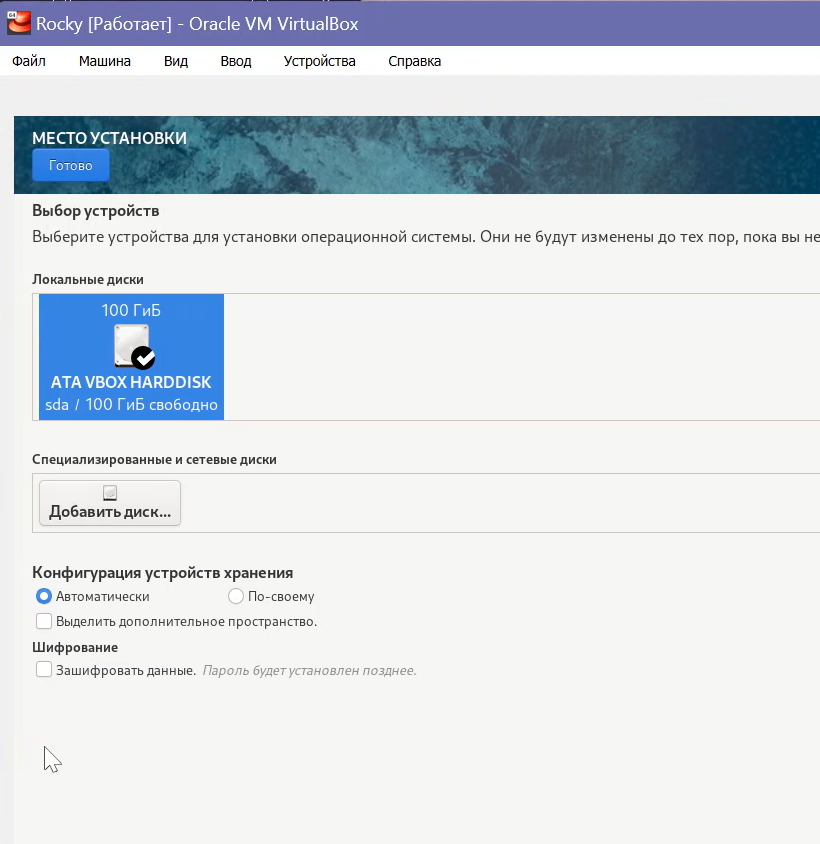 64
Rocky [Работает] - Oracle VM VirtualBox
Файл Машина Вид Ввод Устройства Справка
МЕСТО УСТАНОВКИ
Готово
Выбор устройств
Выберите устройства для установки операционной системы. Они не будут изменены до тех пор, пока вы не
Локальные диски
100 ГиБ
ATA VBOX HARDDISK
sda / 100 ГиБ свободно
Специализированные и сетевые диски
Добавить диск...
Конфигурация устройств хранения
Автоматически По-своему
Выделить дополнительное пространство.
Шифрование
Зашифровать данные. Пароль будет установлен позднее.